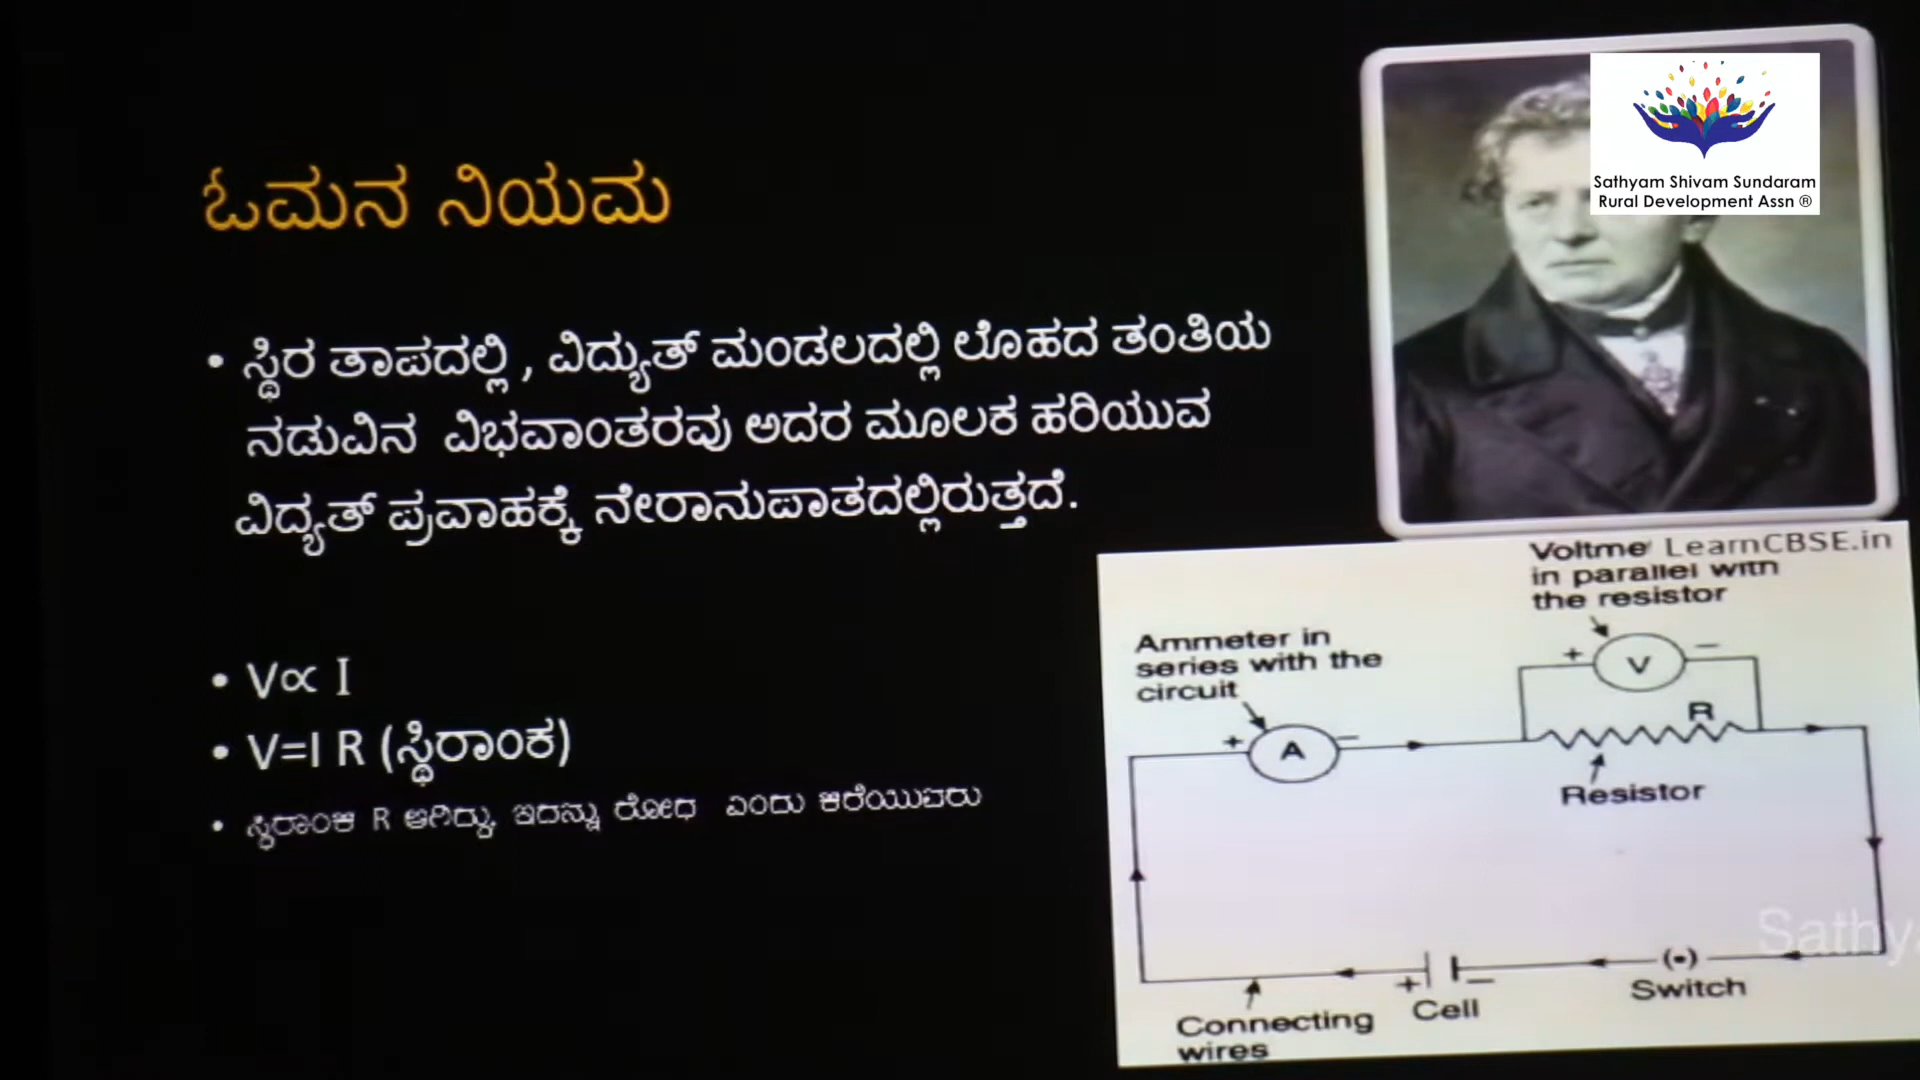 ಓಮನ ನಿಯಮ
• ಸ್ಥಿರ ತಾಪದಲ್ಲಿ , ವಿದ್ಯುತ್ ಮಂಡಲದಲ್ಲಿ ಲೊಹದ ತಂತಿಯ
ನಡುವಿನ ವಿಭವಾಂತರವು ಅದರ ಮೂಲಕ ಹರಿಯುವ
ವಿದ್ಯತ್ ಪ್ರವಾಹಕ್ಕೆ ನೇರಾನುಪಾತದಲ್ಲಿರುತ್ತದೆ.
• V∝ I
• V=I R (ಸ್ಥಿರಾಂಕ)
• ಸ್ಥಿರಾಂಕ R ಆಗಿದ್ದು, ಇದನ್ನು ರೋಧ ಎಂದು ಕರೆಯುವರು
Sathyam Shivam Sundaram
Rural Development Assn ®
Voltme LearnCBSE.in
in parallel with
the resistor
Ammeter in
series with the
circuit
+ V −
+ A −
R
Resistor
Sathya
(•)
Switch
+ −
Cell
Connecting
wires